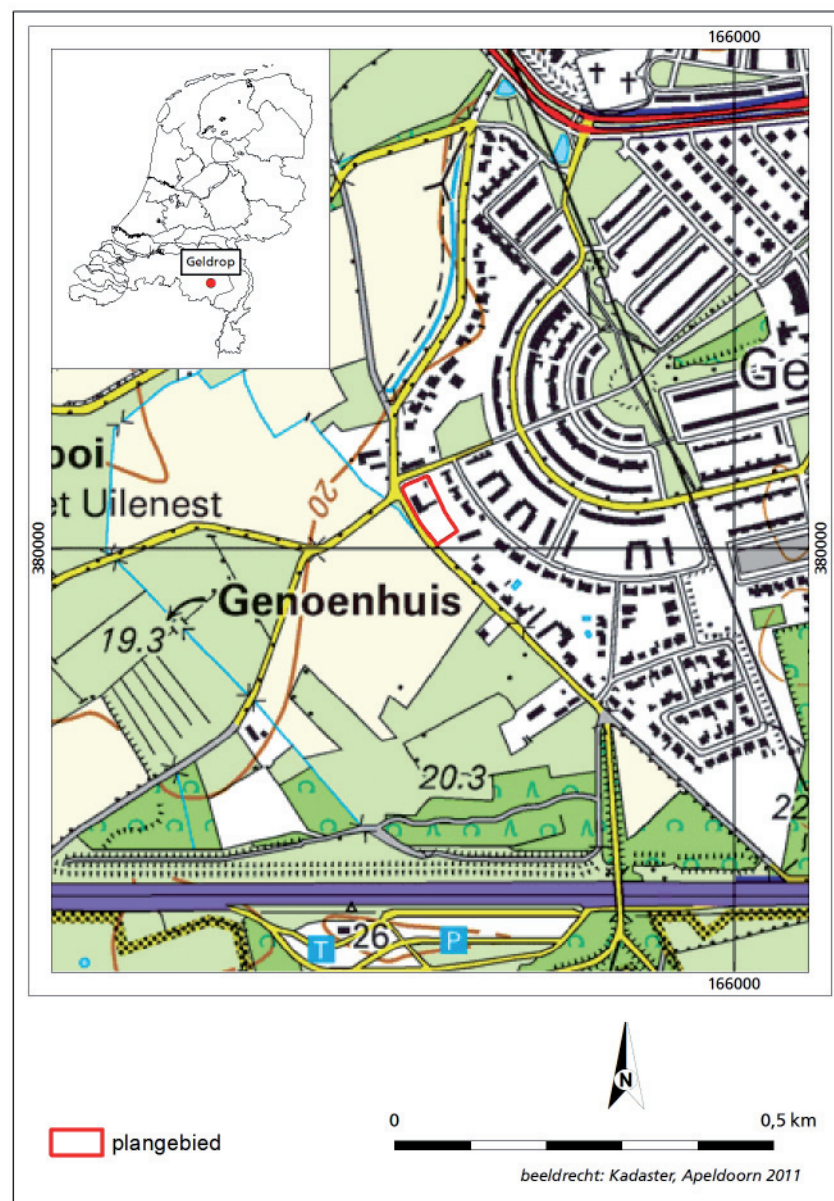 166000
Geldrop
Ge
ooi
et Uilenest
20
380000
380000
Genoenhuis
19.3
20.3
22
26
T
P
166000
N
plangebied
0
0,5 km
beeldrecht: Kadaster, Apeldoorn 2011